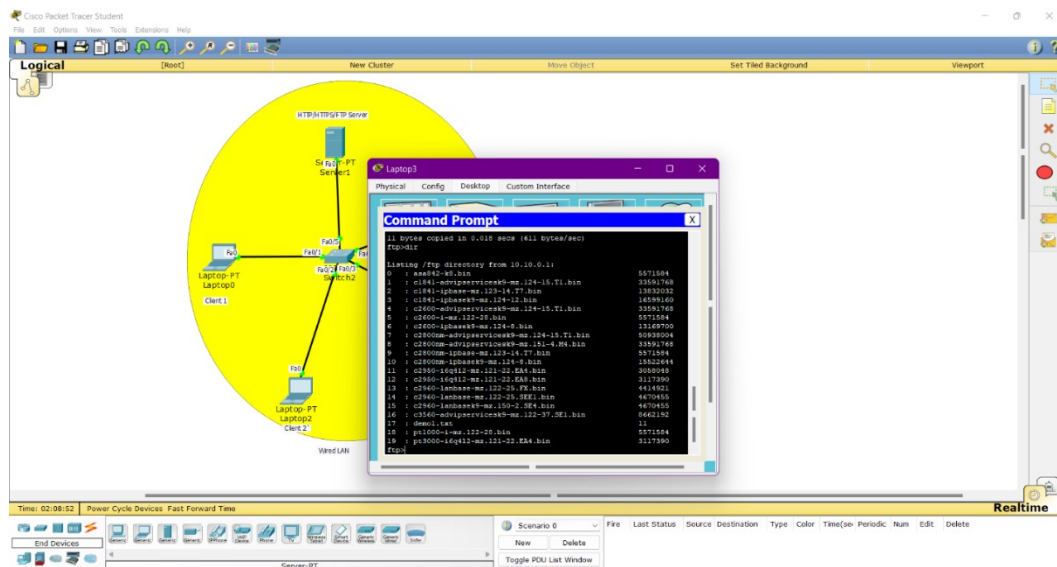 Cisco Packet Tracer Student
File Edit Options View Tools Extensions Help
Logical [Root] New Cluster Move Object Set Tiled Background Viewport
HTTP/HTTPS/FTP Server
Fa0
Server1
Fa0/5
Fa0/1
Fa0/2 Fa0/3
Switch2
Fa0
Laptop-PT
Laptop0
Client 1
Fa0
Laptop-PT
Laptop2
Client 2
Wired LAN
Laptop3
Physical Config Desktop Custom Interface
Command Prompt X
11 bytes copied in 0.018 secs (611 bytes/sec)
ftp>dir
Listing /ftp directory from 10.10.0.1:
0 : asa842-k8.bin 5571584
1 : c1841-advipservicesk9-mz.124-15.T1.bin 33591768
2 : c1841-ipbase-mz.123-14.T7.bin 13832032
3 : c1841-ipbasek9-mz.124-12.bin 16599160
4 : c2600-advipservicesk9-mz.124-15.T1.bin 33591768
5 : c2600-i-mz.122-28.bin 5571584
6 : c2600-ipbasek9-mz.124-8.bin 13169700
7 : c2800nm-advipservicesk9-mz.124-15.T1.bin 50938004
8 : c2800nm-advipservicesk9-mz.151-4.M4.bin 33591768
9 : c2800nm-ipbase-mz.123-14.T7.bin 5571584
10 : c2800nm-ipbasek9-mz.124-8.bin 15522644
11 : c2950-i6q4l2-mz.121-22.EA4.bin 3058048
12 : c2950-i6q4l2-mz.121-22.EA8.bin 3117390
13 : c2960-lanbase-mz.122-25.FX.bin 4414921
14 : c2960-lanbase-mz.122-25.SEE1.bin 4670455
15 : c2960-lanbasek9-mz.150-2.SE4.bin 4670455
16 : c3560-advipservicesk9-mz.122-37.SE1.bin 8662192
17 : demo1.txt 11
18 : pt1000-i-mz.122-28.bin 5571584
19 : pt3000-i6q4l2-mz.121-22.EA4.bin 3117390
ftp>
Time: 02:08:52 Power Cycle Devices Fast Forward Time Realtime
End Devices
Scenario 0
New Delete
Toggle PDU List Window
Fire Last Status Source Destination Type Color Periodic Num Edit Delete
Server-PT